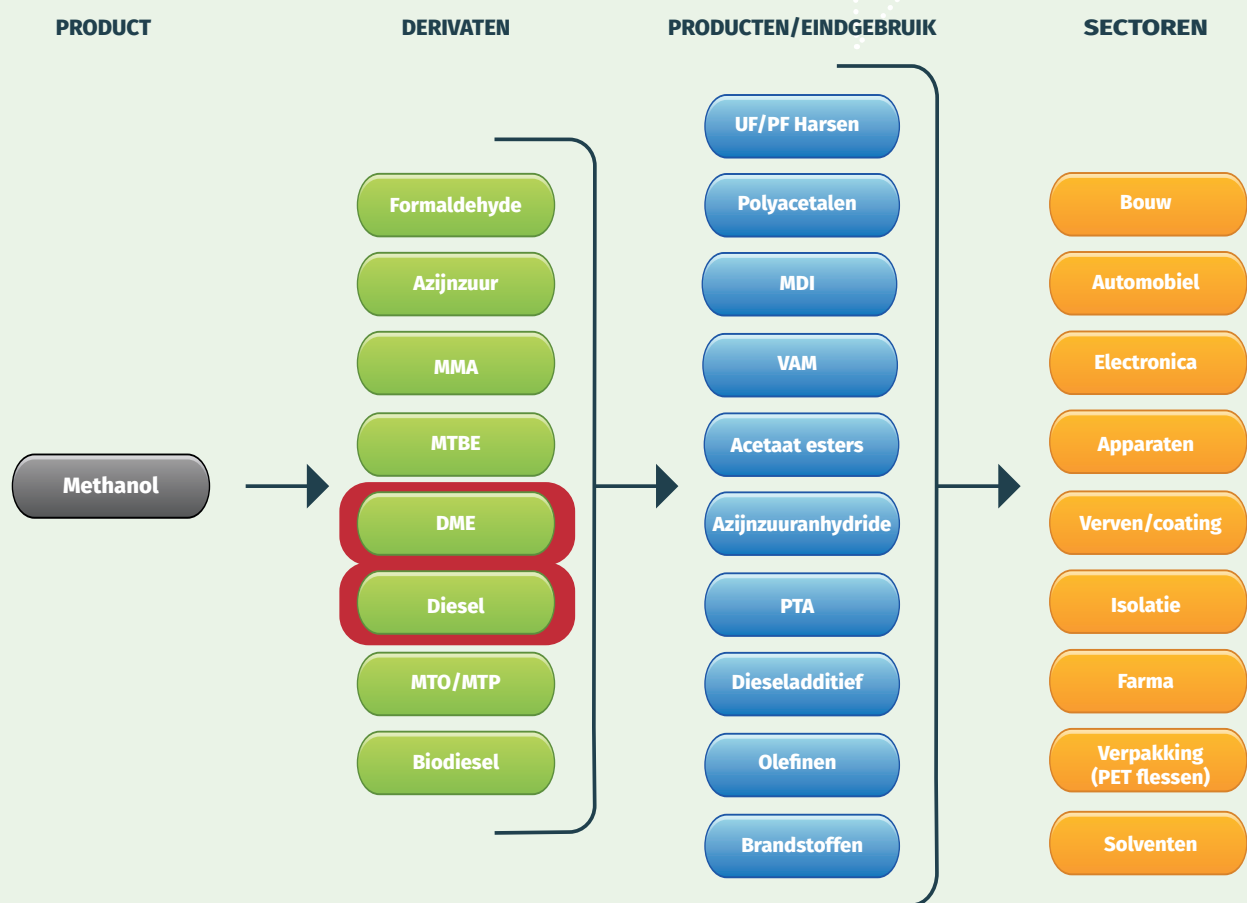 PRODUCT
DERIVATEN
PRODUCTEN/EINDGEBRUIK
SECTOREN
Methanol
Formaldehyde
Azijnzuur
MMA
MTBE
DME
Diesel
MTO/MTP
Biodiesel
UF/PF Harsen
Polyacetalen
MDI
VAM
Acetaat esters
Azijnzuuranhydride
PTA
Dieseladditief
Olefinen
Brandstoffen
Bouw
Automobiel
Electronica
Apparaten
Verven/coating
Isolatie
Farma
Verpakking
(PET flessen)
Solventen